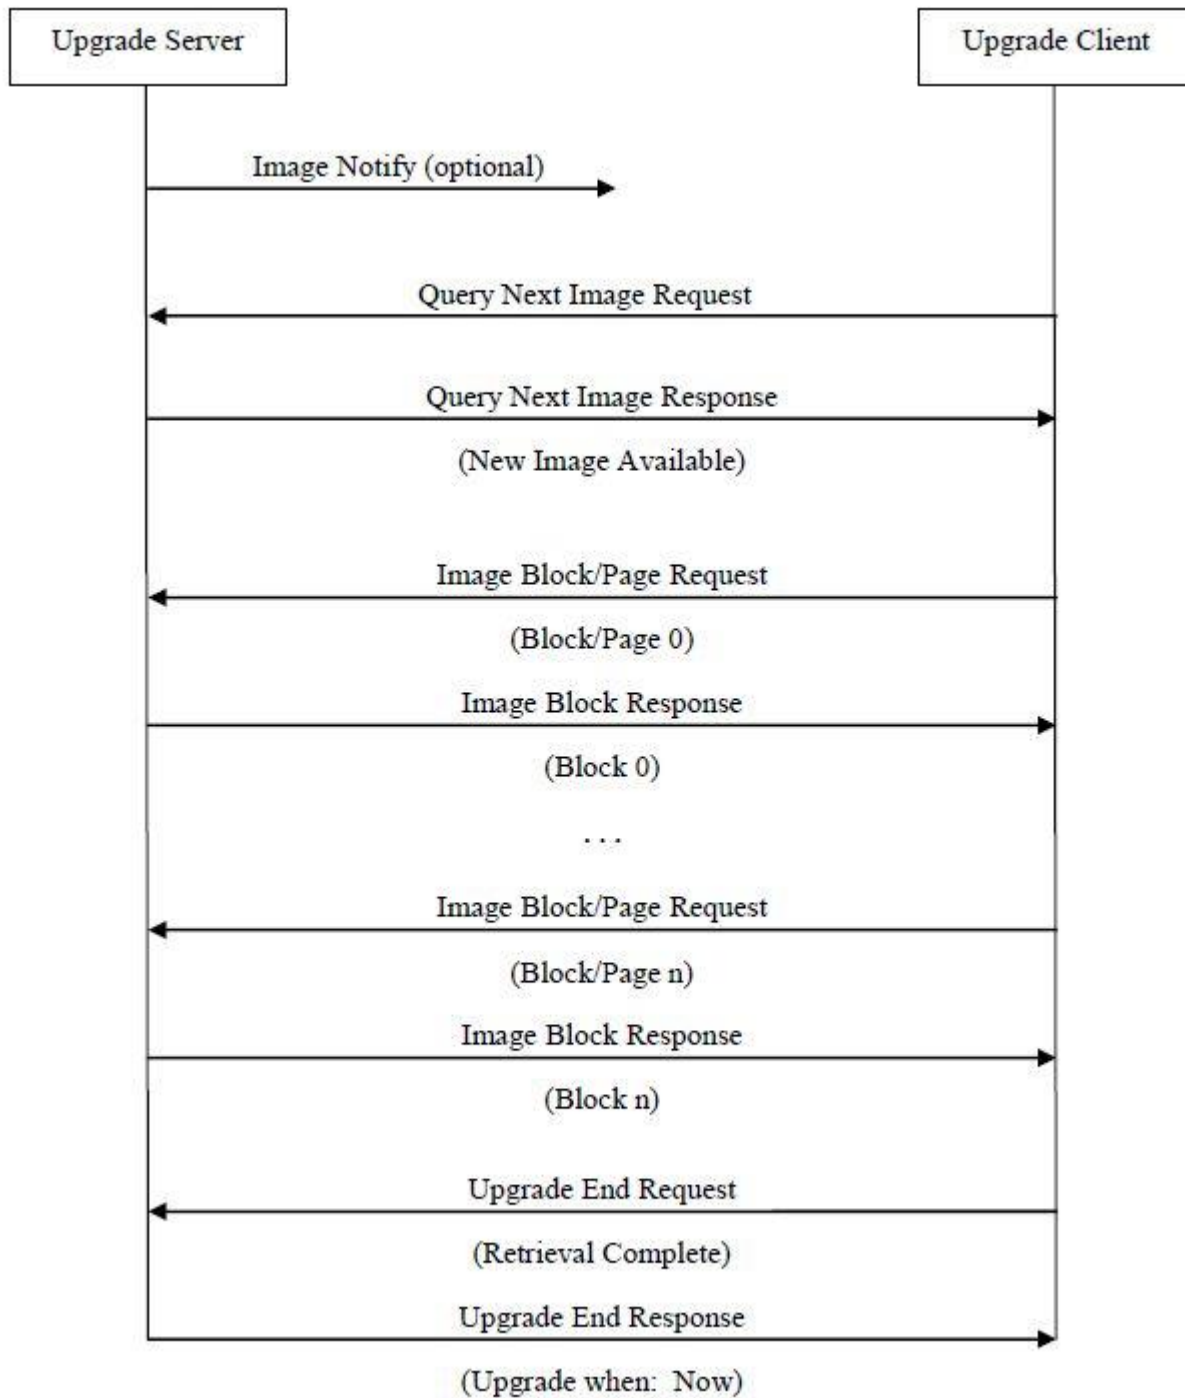 Upgrade Server
Upgrade Client
Image Notify (optional)
Query Next Image Request
Query Next Image Response
(New Image Available)
Image Block/Page Request
(Block/Page 0)
Image Block Response
(Block 0)
. . .
Image Block/Page Request
(Block/Page n)
Image Block Response
(Block n)
Upgrade End Request
(Retrieval Complete)
Upgrade End Response
(Upgrade when:  Now)